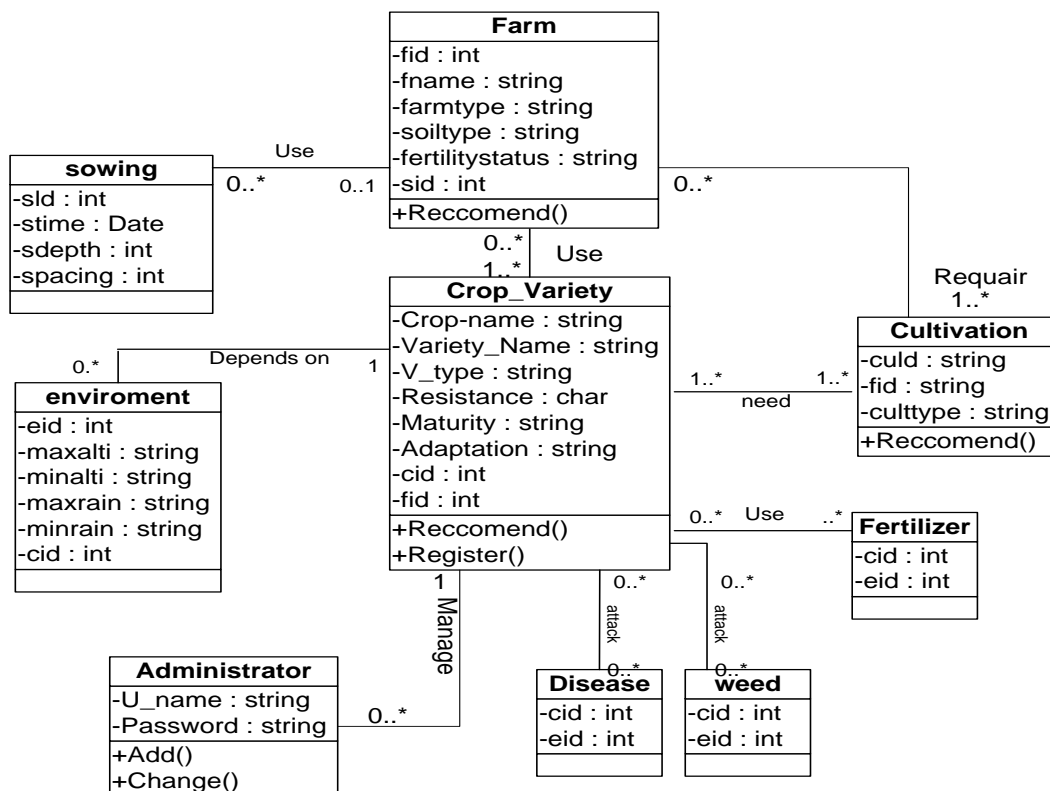 Farm
-fid : int
-fname : string
-farmtype : string
-soiltype : string
-fertilitystatus : string
-sid : int
+Reccomend()
Use
0..*
0..1
sowing
-sId : int
-stime : Date
-sdepth : int
-spacing : int
0..*
Requair
1..*
0..*
Use
1..*
Crop_Variety
-Crop-name : string
-Variety_Name : string
-V_type : string
-Resistance : char
-Maturity : string
-Adaptation : string
-cid : int
-fid : int
+Reccomend()
+Register()
Cultivation
-cuId : string
-fid : string
-culttype : string
+Reccomend()
Depends on
0.*
1
enviroment
-eid : int
-maxalti : string
-minalti : string
-maxrain : string
-minrain : string
-cid : int
1..*
1..*
need
0..*
Use
..*
Fertilizer
-cid : int
-eid : int
1
Manage
0..*
Administrator
-U_name : string
-Password : string
+Add()
+Change()
0..*
attack
0..*
Disease
-cid : int
-eid : int
0..*
attack
0..*
weed
-cid : int
-eid : int